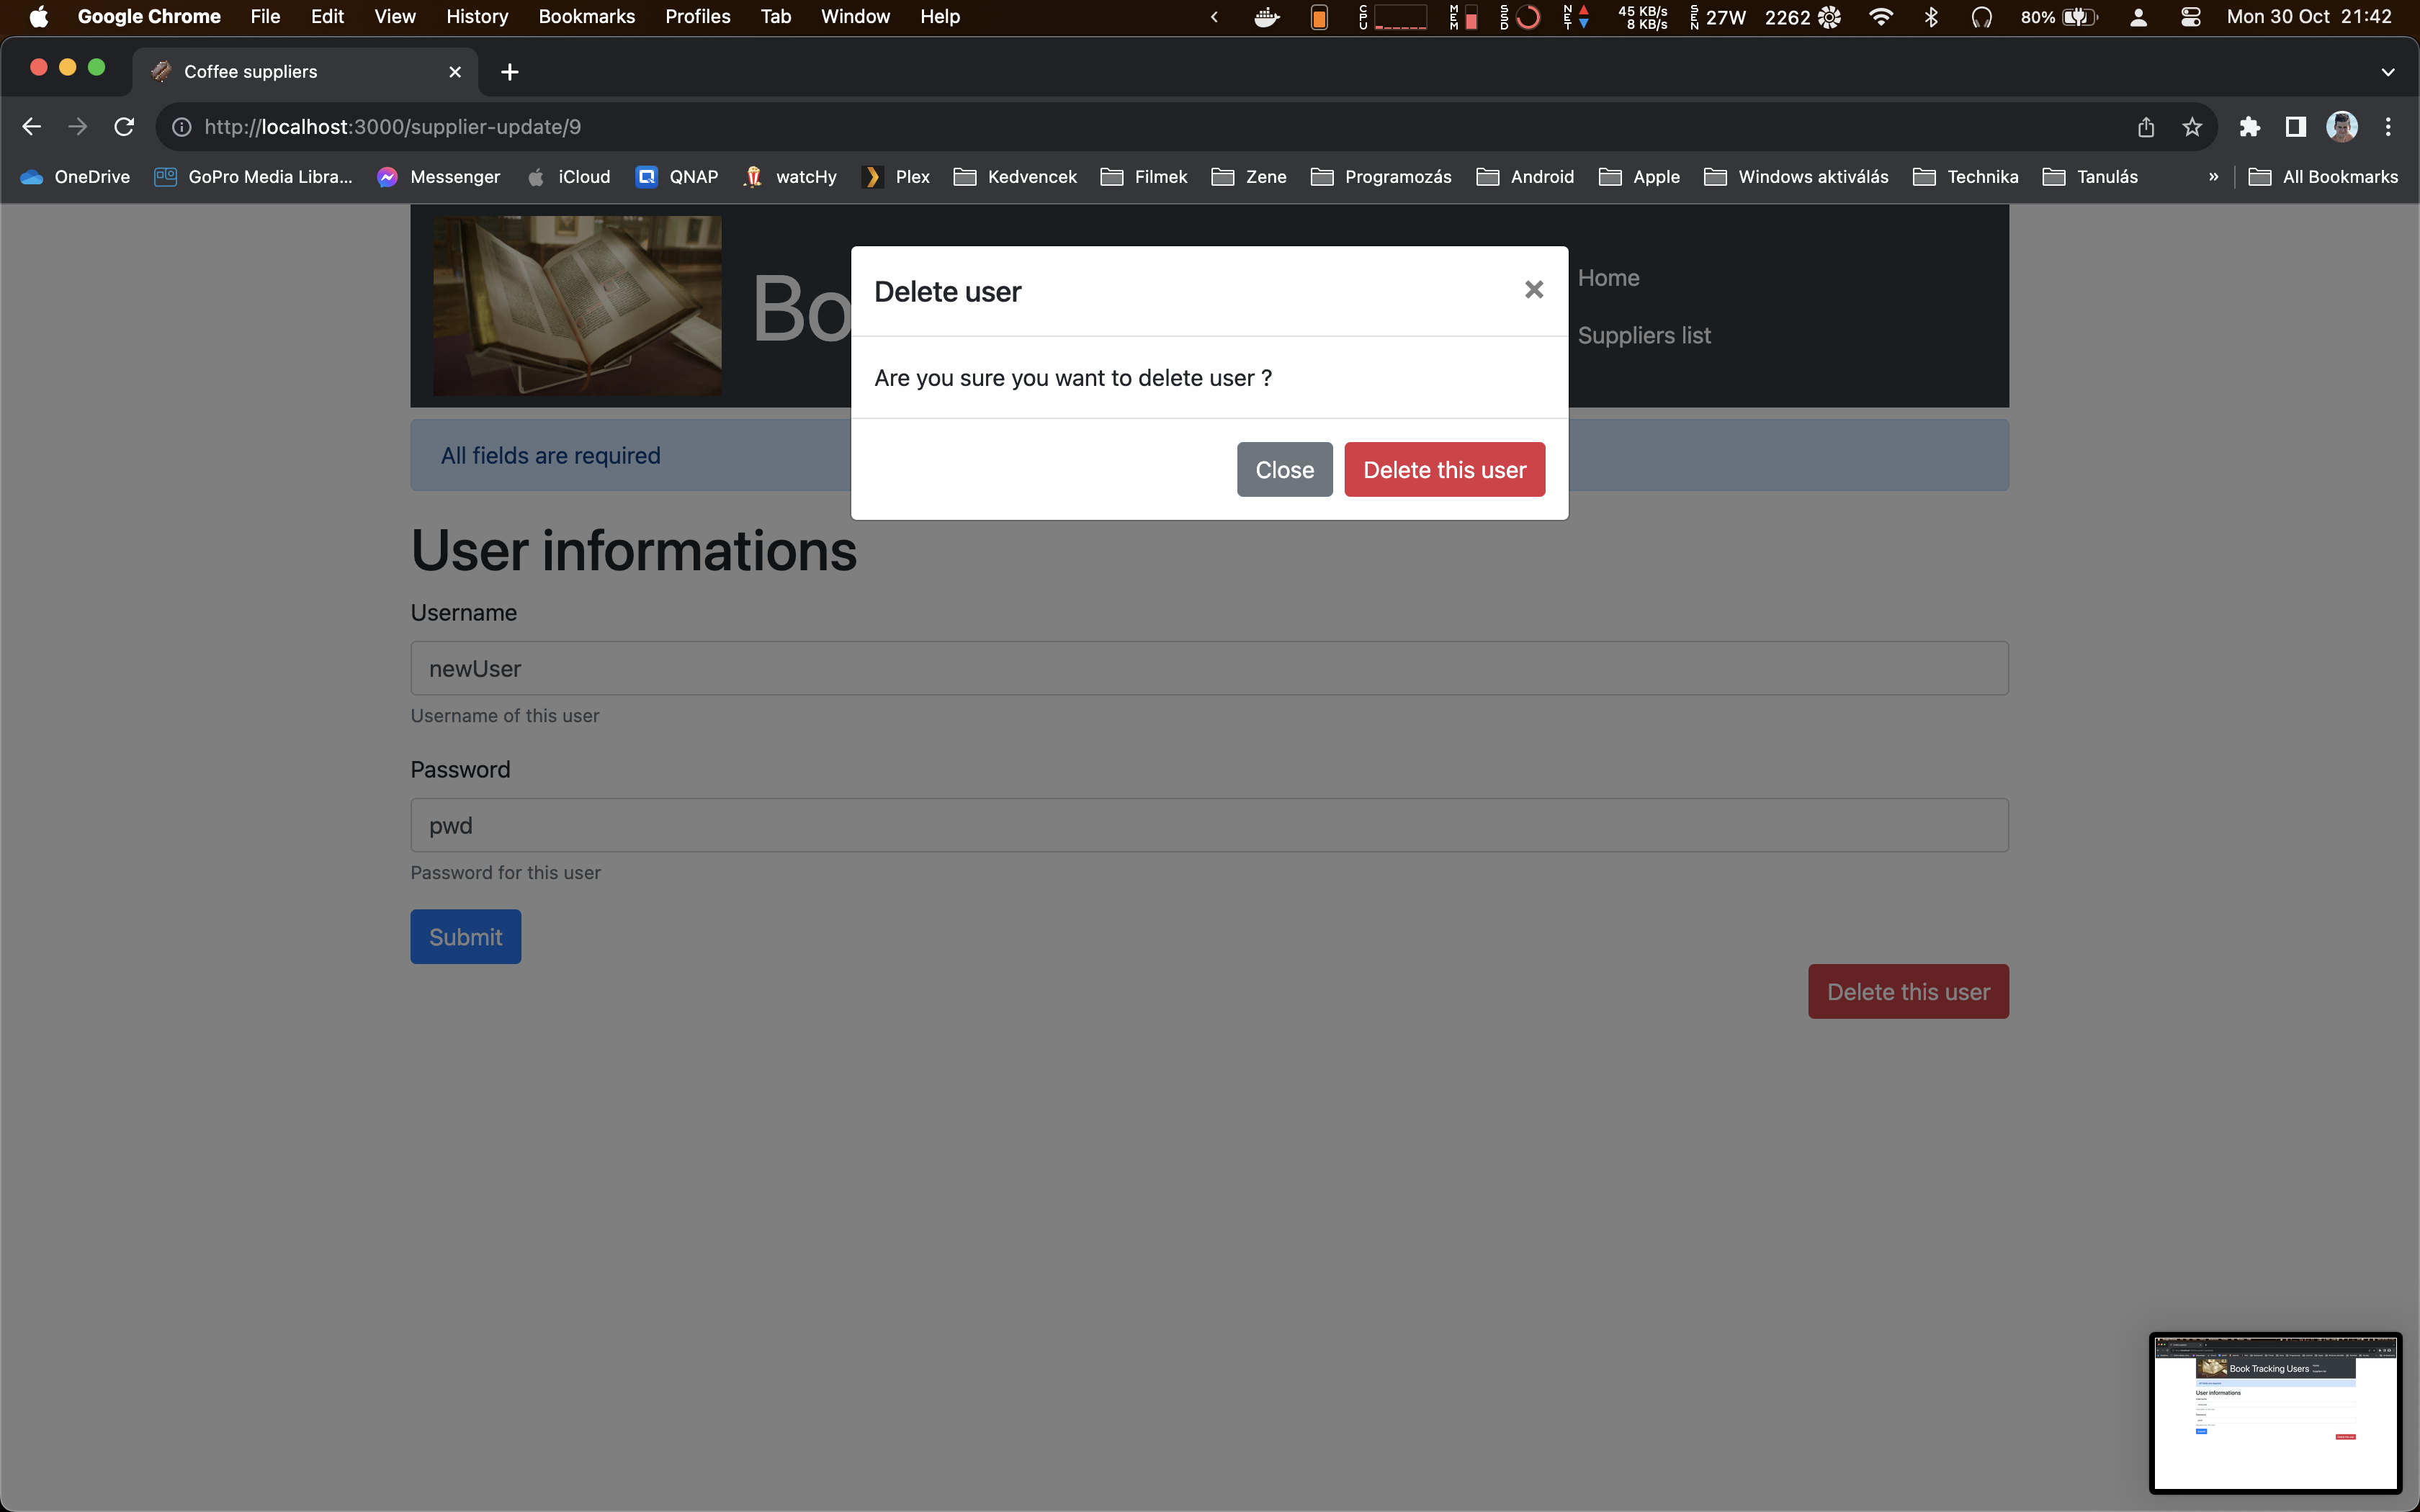 Google Chrome File Edit View History Bookmarks Profiles Tab Window Help CPU MEM SSD NET 45 KB/s 8 KB/s SEN 27W 2262 80% Mon 30 Oct 21:42
Coffee suppliers
http://localhost:3000/supplier-update/9
OneDrive GoPro Media Libra... Messenger iCloud QNAP watcHy Plex Kedvencek Filmek Zene Programozás Android Apple Windows aktiválás Technika Tanulás » All Bookmarks
Bo
Home
Suppliers list
Delete user
Are you sure you want to delete user ?
Close Delete this user
All fields are required
User informations
Username
newUser
Username of this user
Password
pwd
Password for this user
Submit
Delete this user
Book Tracking Users
User informations